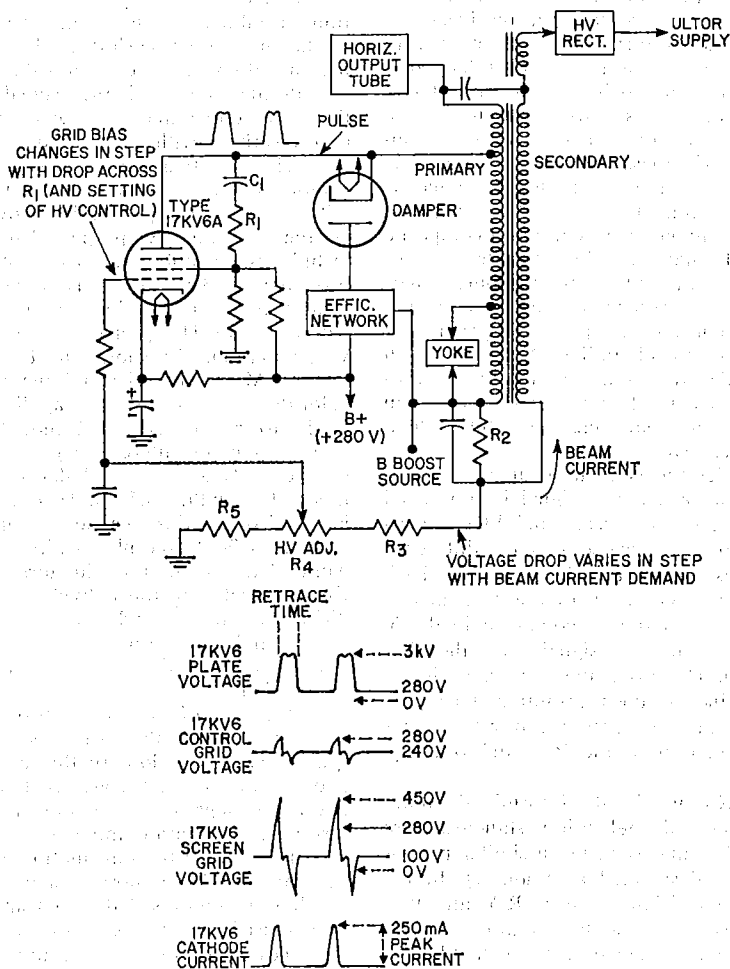 HV
RECT.
ULTOR
SUPPLY
HORIZ.
OUTPUT
TUBE
GRID BIAS
CHANGES IN STEP
WITH DROP ACROSS
R1 (AND SETTING
OF HV CONTROL)
PULSE
PRIMARY
SECONDARY
C1
TYPE
17KV6A
R1
DAMPER
EFFIC.
NETWORK
YOKE
B+
(+280 V)
R2
B BOOST
SOURCE
BEAM
CURRENT
+
-
R5
HV ADJ.
R4
R3
VOLTAGE DROP VARIES IN STEP
WITH BEAM CURRENT DEMAND
RETRACE
TIME
17KV6
PLATE
VOLTAGE
3kV
280V
0V
17KV6
CONTROL
GRID
VOLTAGE
280V
240V
17KV6
SCREEN
GRID
VOLTAGE
450V
280V
100V
0V
17KV6
CATHODE
CURRENT
250 mA
PEAK
CURRENT